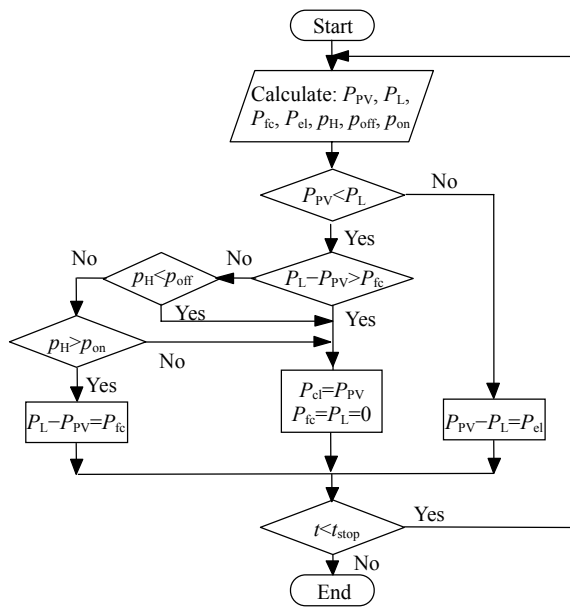 Start
Calculate: P_PV, P_L,
P_fc, P_el, p_H, p_off, p_on
P_PV<P_L
No
Yes
No
No
p_H<p_off
P_L−P_PV>P_fc
Yes
Yes
p_H>p_on
No
Yes
P_cl=P_PV
P_fc=P_L=0
P_L−P_PV=P_fc
P_PV−P_L=P_el
t<t_stop
Yes
No
End